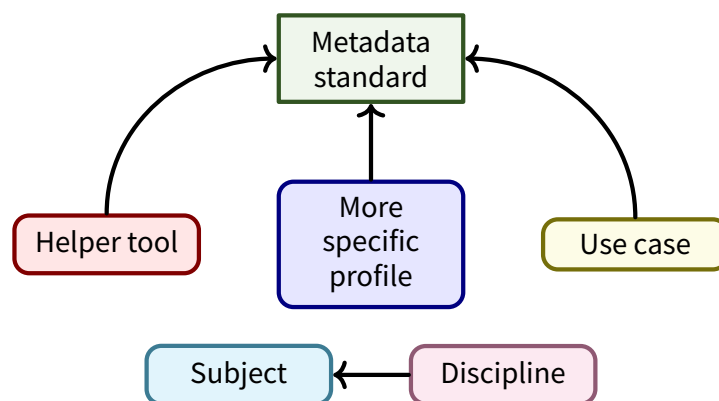 Metadata
standard
Helper tool
More
specific
profile
Use case
Subject
Discipline